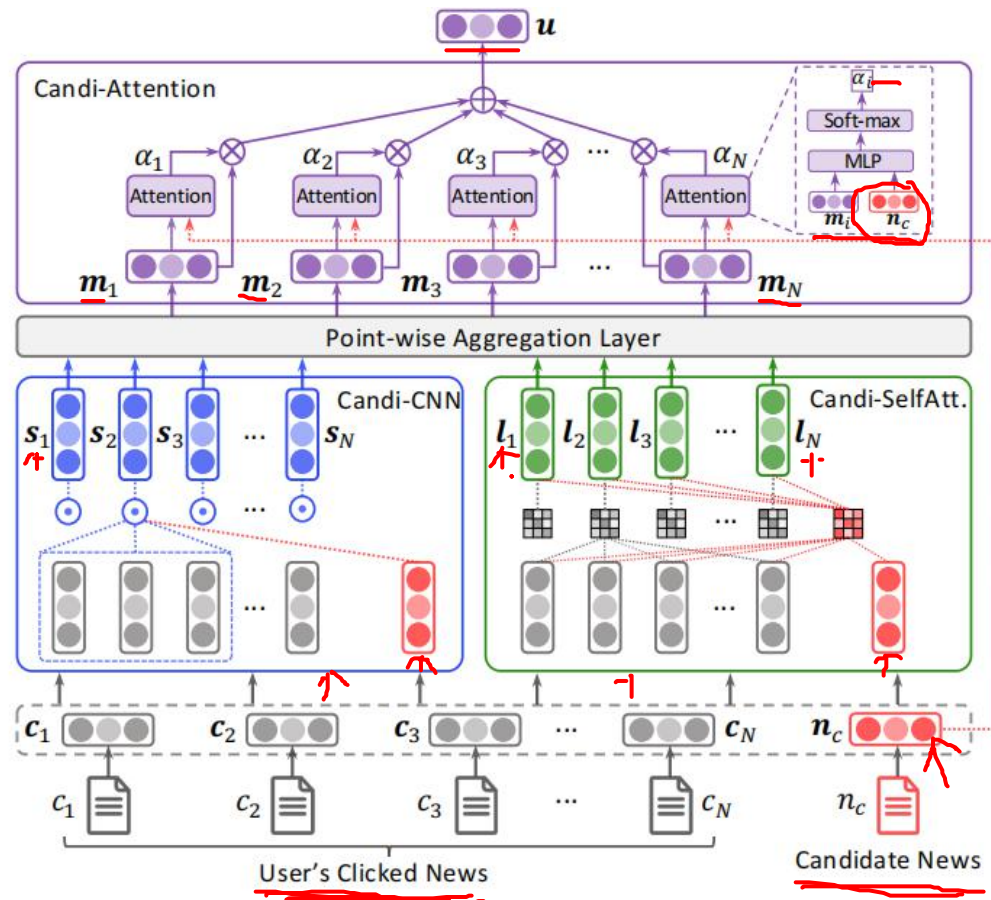 u
Candi-Attention
α_i
Soft-max
MLP
m_i n_c
α_1 α_2 α_3 ... α_N
Attention Attention Attention Attention
...
m_1 m_2 m_3 m_N
Point-wise Aggregation Layer
Candi-CNN
s_1 s_2 s_3 ... s_N
...
...
Candi-SelfAtt.
l_1 l_2 l_3 ... l_N
...
...
c_1 c_2 c_3 ... c_N n_c
c_1 c_2 c_3 ... c_N n_c
User's Clicked News
Candidate News